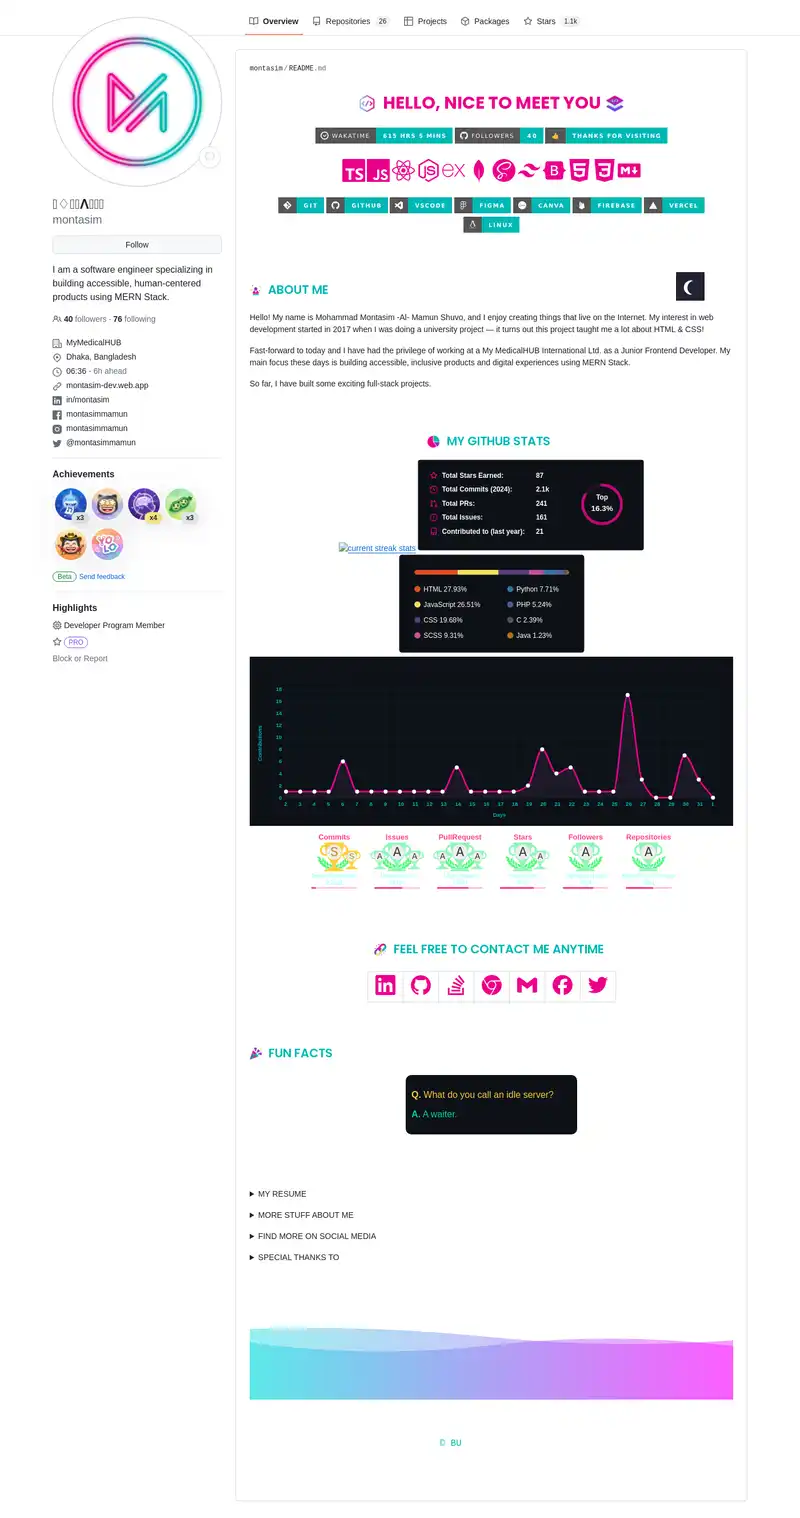 Overview
Repositories 26
Projects
Packages
Stars 1.1k
montasim
Follow
I am a software engineer specializing in
building accessible, human-centered
products using MERN Stack.
40 followers · 76 following
MyMedicalHUB
Dhaka, Bangladesh
06:36 - 6h ahead
montasim-dev.web.app
in/montasim
montasimmamun
montasimmamun
@montasimmamun
Achievements
x3
x4
x3
YOLO
Beta Send feedback
Highlights
Developer Program Member
PRO
Block or Report
montasim/README.md
HELLO, NICE TO MEET YOU
WAKATIME 615 HRS 5 MINS
FOLLOWERS 40
THANKS FOR VISITING
TS JS JS ex B 5 3 M
GIT
GITHUB
VSCODE
FIGMA
CANVA
FIREBASE
VERCEL
LINUX
ABOUT ME
Hello! My name is Mohammad Montasim -Al- Mamun Shuvo, and I enjoy creating things that live on the Internet. My interest in web
development started in 2017 when I was doing a university project — it turns out this project taught me a lot about HTML & CSS!
Fast-forward to today and I have had the privilege of working at a My MedicalHUB International Ltd. as a Junior Frontend Developer. My
main focus these days is building accessible, inclusive products and digital experiences using MERN Stack.
So far, I have built some exciting full-stack projects.
MY GITHUB STATS
current streak stats
Total Stars Earned: 87
Total Commits (2024): 2.1k
Total PRs: 241
Total Issues: 161
Contributed to (last year): 21
Top
16.3%
HTML 27.93%
JavaScript 26.51%
CSS 19.68%
SCSS 9.31%
Python 7.71%
PHP 5.24%
C 2.39%
Java 1.23%
Contributions
18
16
14
12
10
8
6
4
2
0
2 3 4 5 6 7 8 9 10 11 12 13 14 15 16 17 18 19 20 21 22 23 24 25 26 27 28 29 30 31 1
Days
Commits
Issues
PullRequest
Stars
Followers
Repositories
S S
A A A
A A A
A A
A
A
FEEL FREE TO CONTACT ME ANYTIME
in
FUN FACTS
Q. What do you call an idle server?
A. A waiter.
MY RESUME
MORE STUFF ABOUT ME
FIND MORE ON SOCIAL MEDIA
SPECIAL THANKS TO
BU